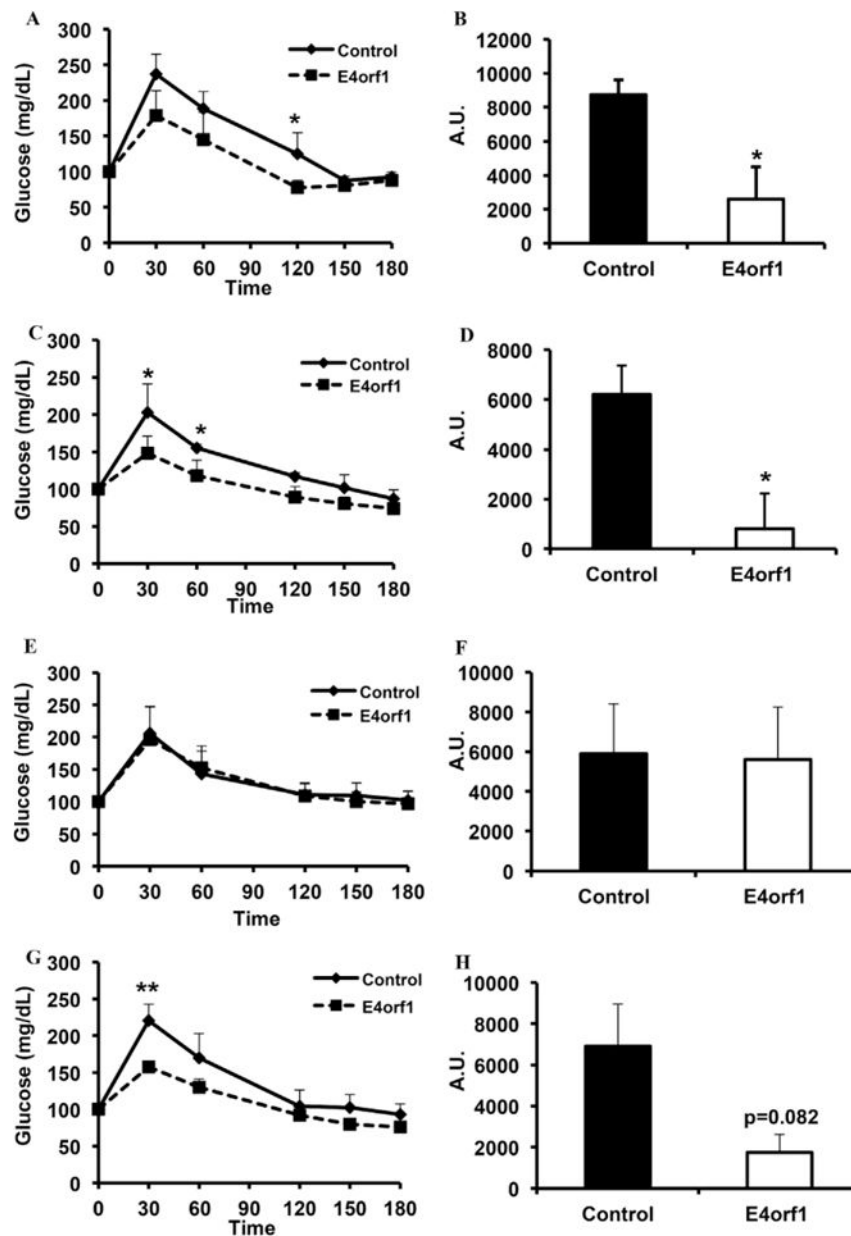 A
Glucose (mg/dL)
300
250
200
150
100
50
0
Control
E4orf1
*
0 30 60 90 120 150 180
Time
B
A.U.
12000
10000
8000
6000
4000
2000
0
*
Control E4orf1
C
Glucose (mg/dL)
300
250
200
150
100
50
0
Control
E4orf1
*
*
0 30 60 90 120 150 180
Time
D
A.U.
8000
6000
4000
2000
0
*
Control E4orf1
E
Glucose (mg/dL)
300
250
200
150
100
50
0
Control
E4orf1
0 30 60 90 120 150 180
Time
F
A.U.
10000
8000
6000
4000
2000
0
Control E4orf1
G
Glucose (mg/dL)
300
250
200
150
100
50
0
Control
E4orf1
**
0 30 60 90 120 150 180
Time
H
A.U.
10000
8000
6000
4000
2000
0
p=0.082
Control E4orf1